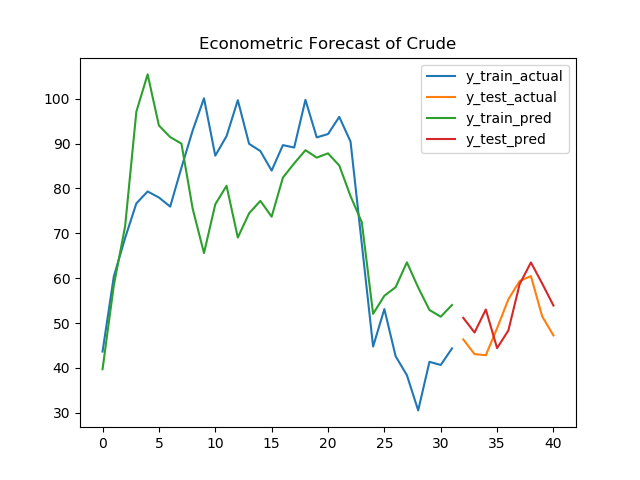 Econometric Forecast of Crude
y_train_actual
y_test_actual
y_train_pred
y_test_pred
100
90
80
70
60
50
40
30
0 5 10 15 20 25 30 35 40